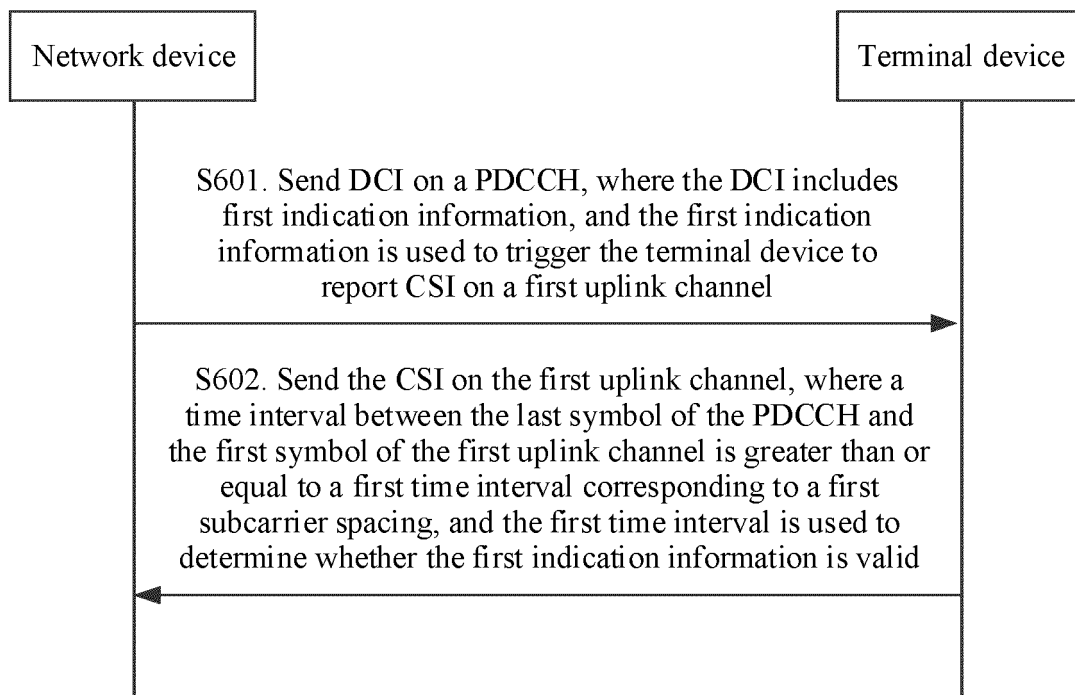 Network device
Terminal device
S601. Send DCI on a PDCCH, where the DCI includes
first indication information, and the first indication
information is used to trigger the terminal device to
report CSI on a first uplink channel
S602. Send the CSI on the first uplink channel, where a
time interval between the last symbol of the PDCCH and
the first symbol of the first uplink channel is greater than or
equal to a first time interval corresponding to a first
subcarrier spacing, and the first time interval is used to
determine whether the first indication information is valid